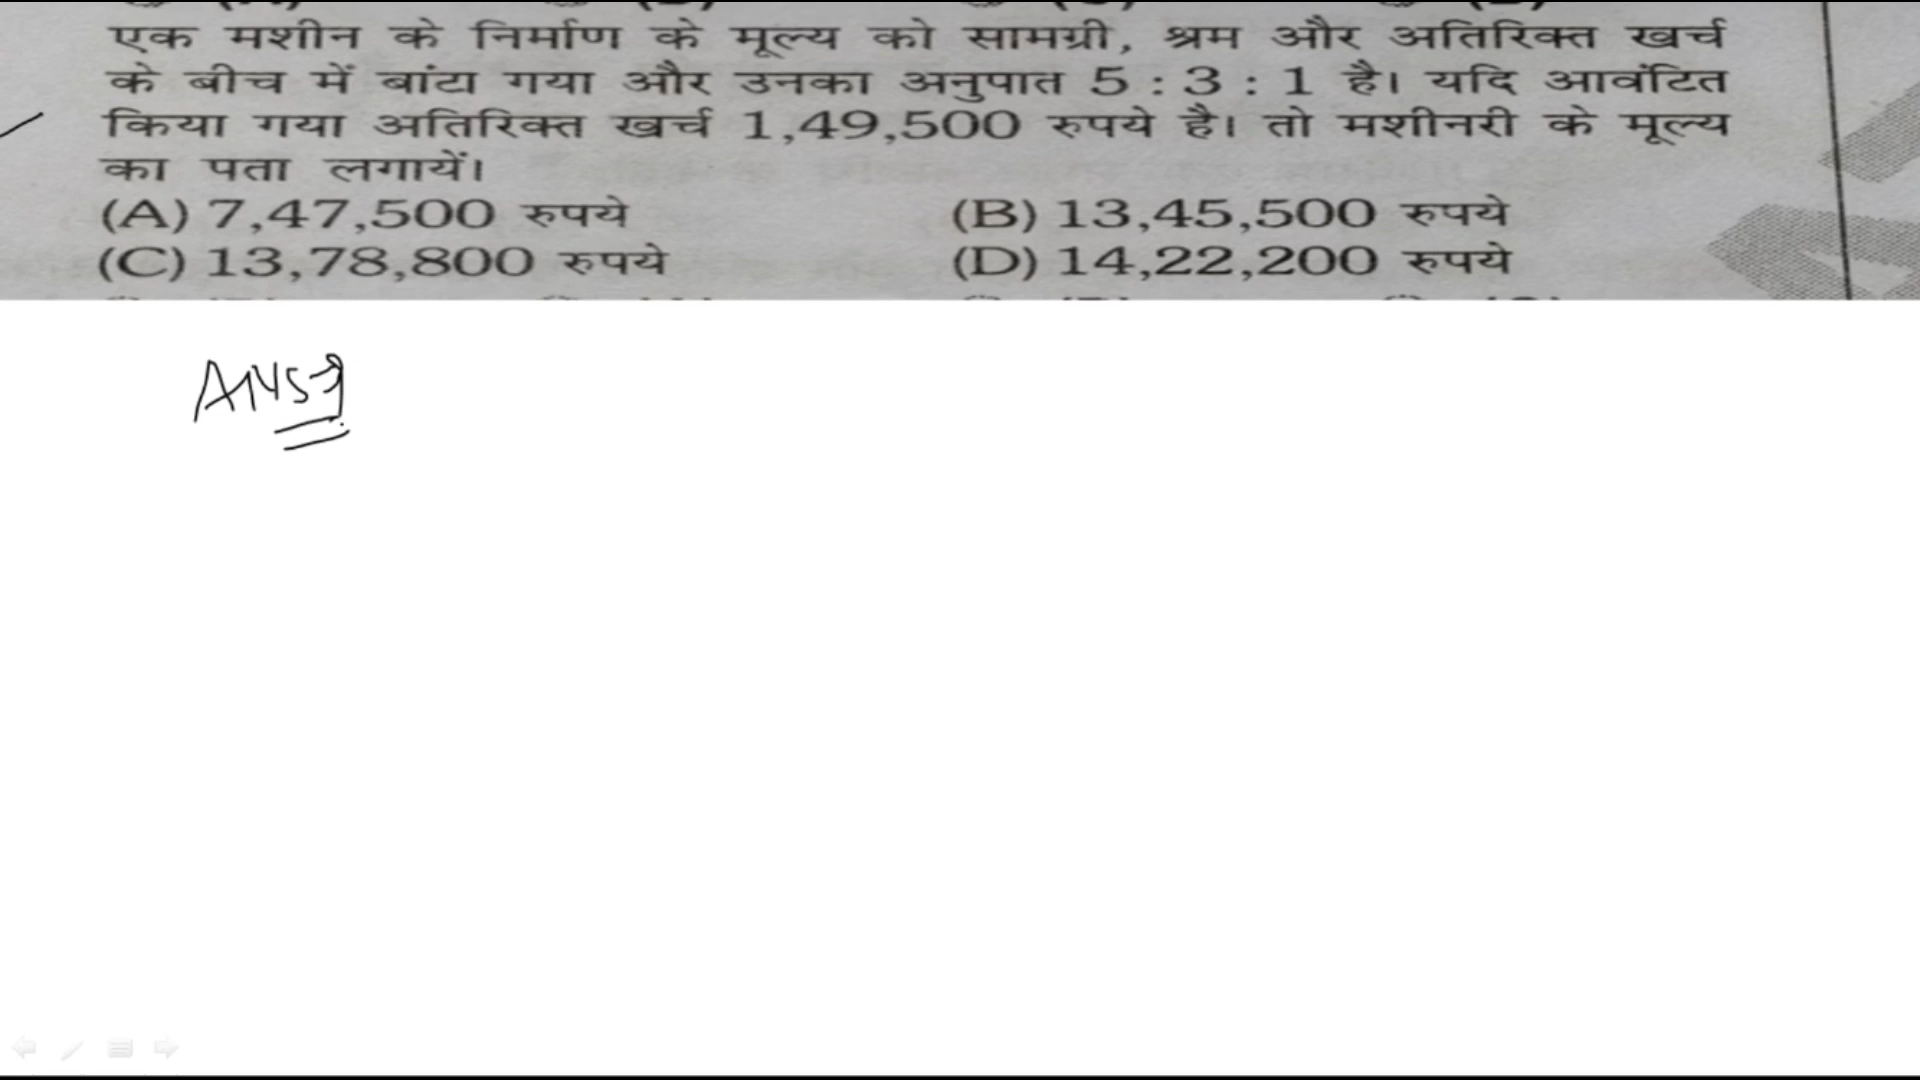 एक मशीन के निर्माण के मूल्य को सामग्री, श्रम और अतिरिक्त खर्च
के बीच में बांटा गया और उनका अनुपात 5 : 3 : 1 है। यदि आवंटित
किया गया अतिरिक्त खर्च 1,49,500 रुपये है। तो मशीनरी के मूल्य
का पता लगायें।
(A) 7,47,500 रुपये (B) 13,45,500 रुपये
(C) 13,78,800 रुपये (D) 14,22,200 रुपये
Ans